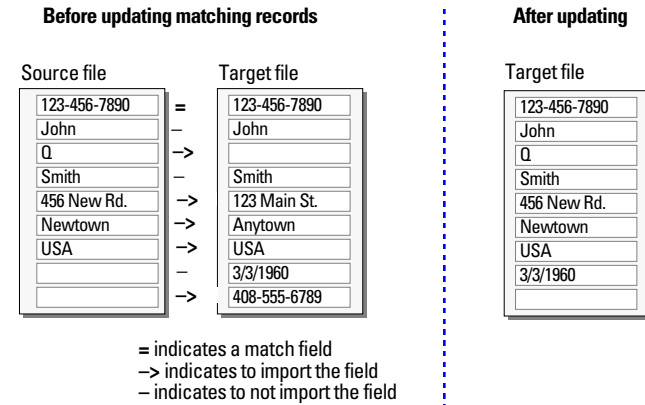 Before updating matching records
After updating
Source file
Target file
Target file
123-456-7890 = 123-456-7890
John – John
Q –>
Smith – Smith
456 New Rd. –> 123 Main St.
Newtown –> Anytown
USA –> USA
– 3/3/1960
–> 408-555-6789
123-456-7890
John
Q
Smith
456 New Rd.
Newtown
USA
3/3/1960
= indicates a match field
–> indicates to import the field
– indicates to not import the field